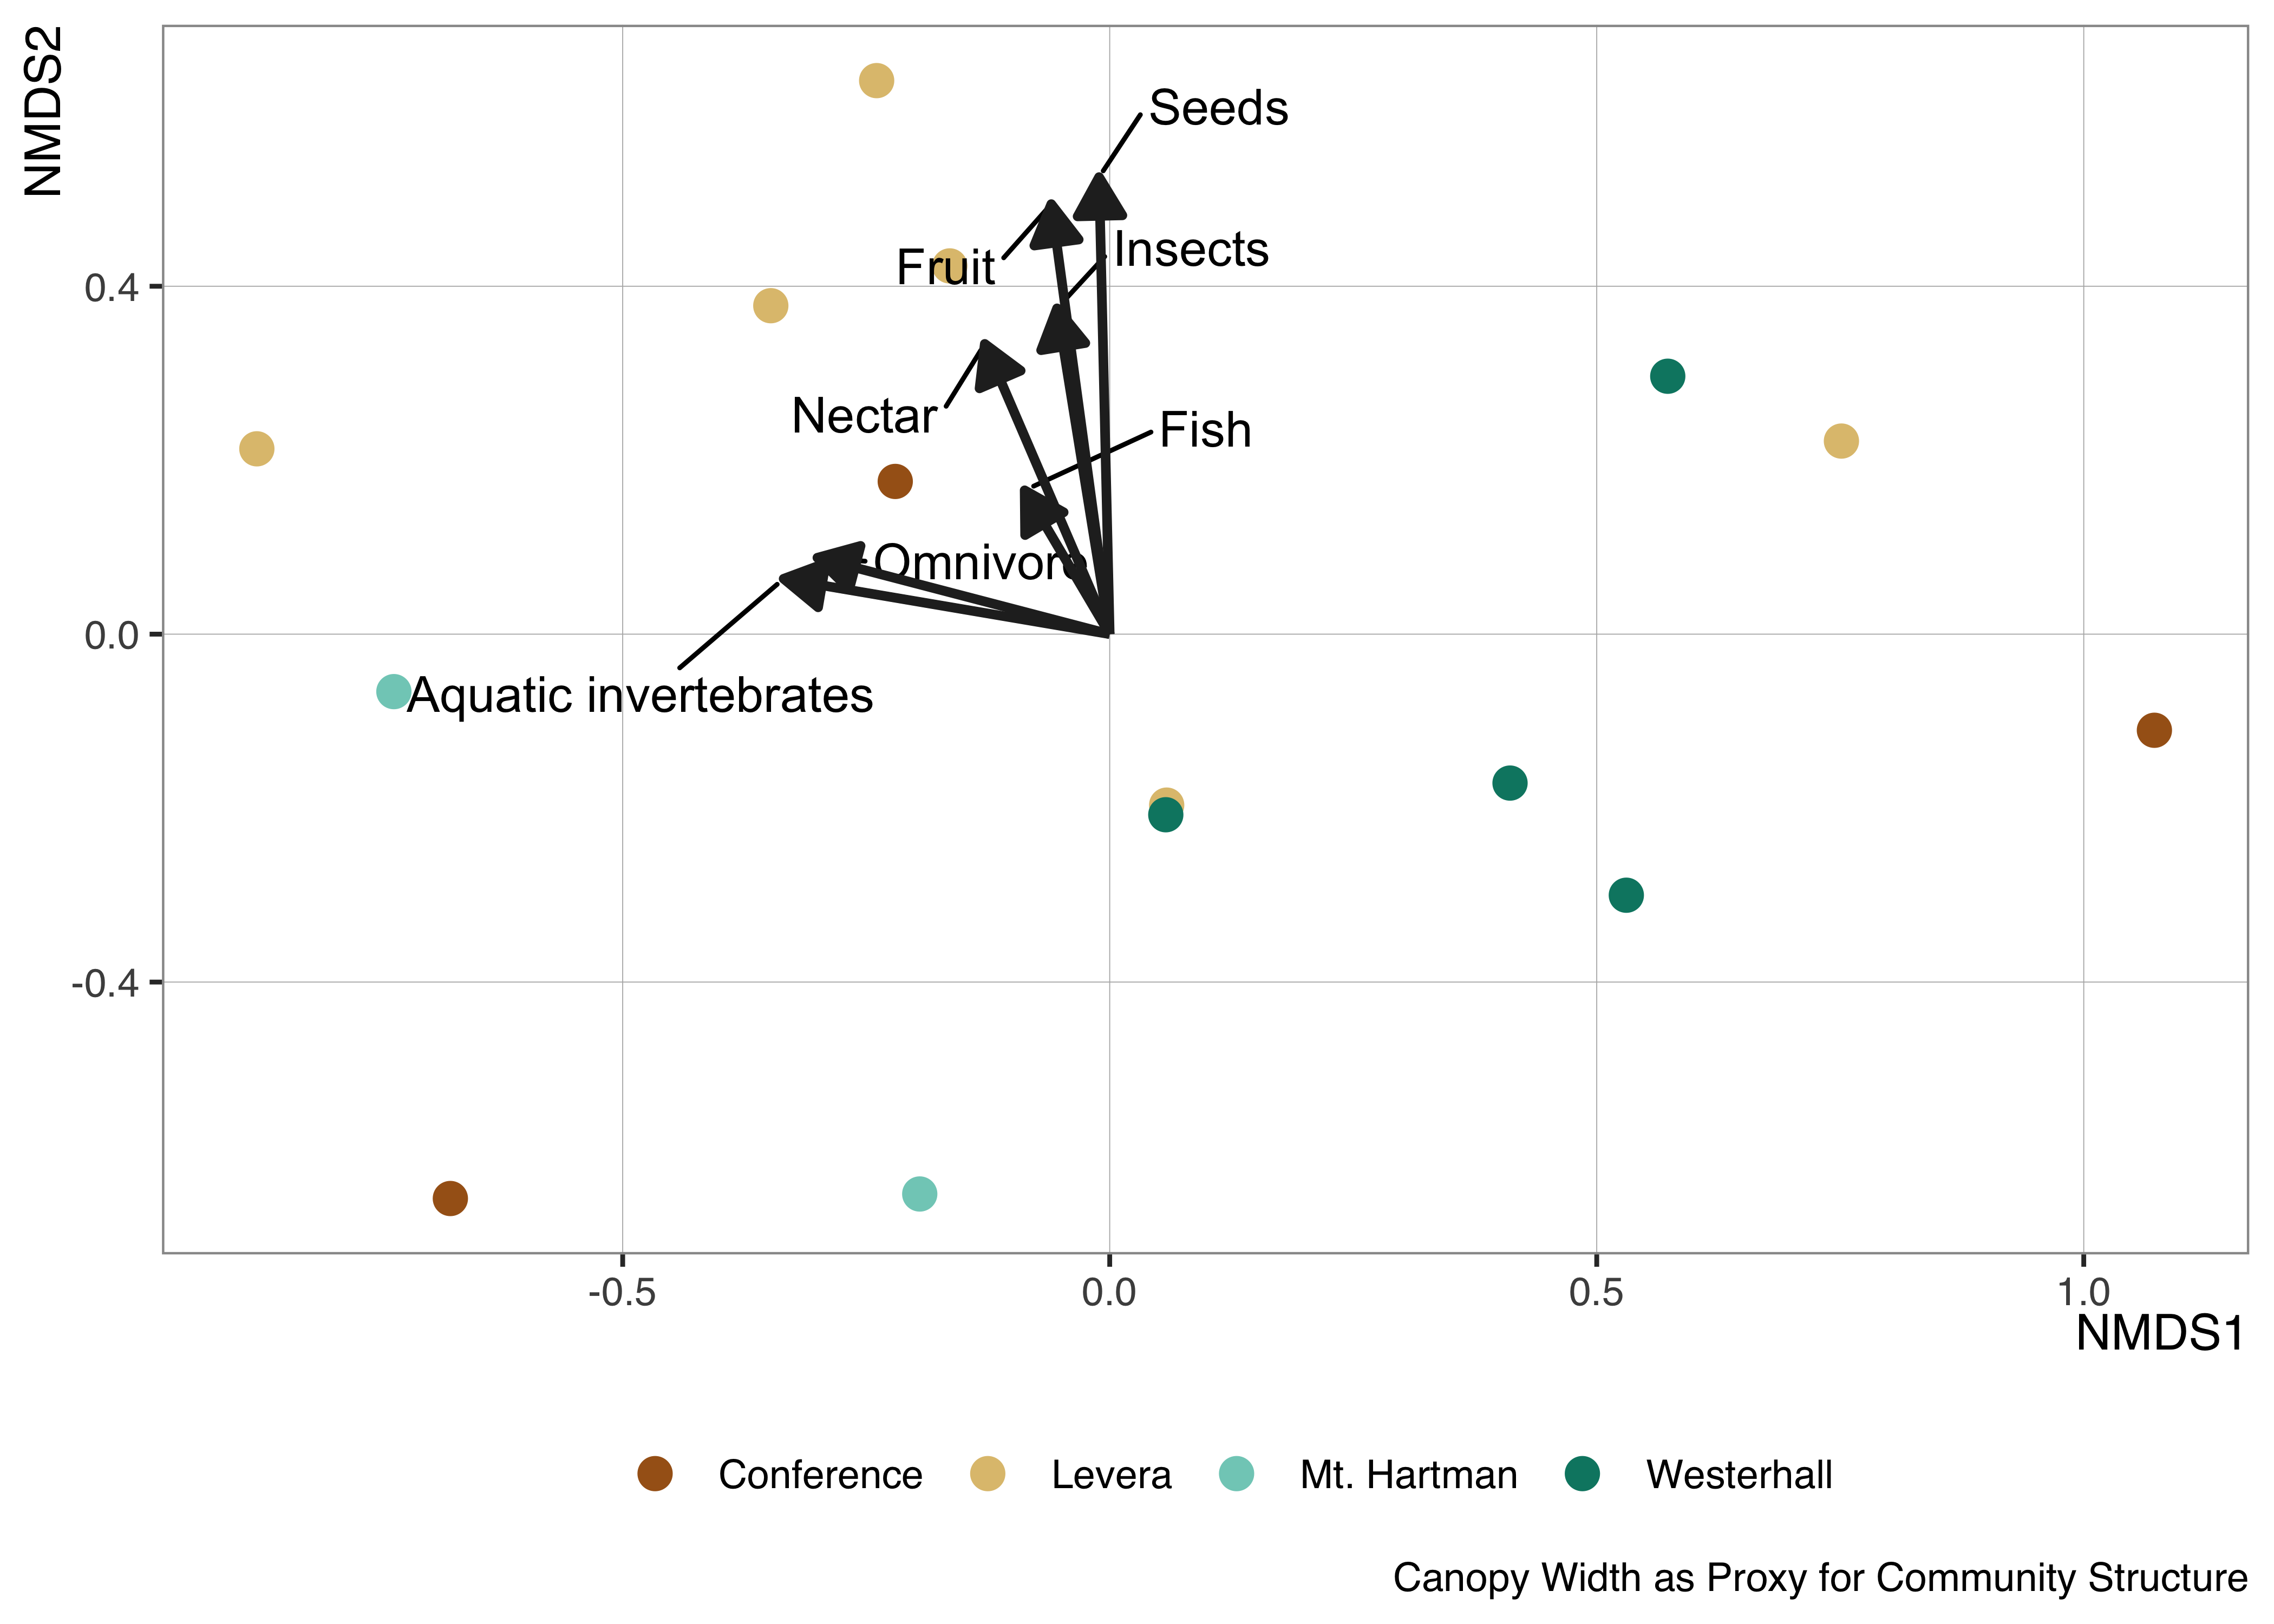 NMDS2
Seeds
Fruit
Insects
0.4
Nectar
Fish
Omnivore
0.0
Aquatic invertebrates
-0.4
-0.5 0.0 0.5 1.0
NMDS1
Conference Levera Mt. Hartman Westerhall
Canopy Width as Proxy for Community Structure